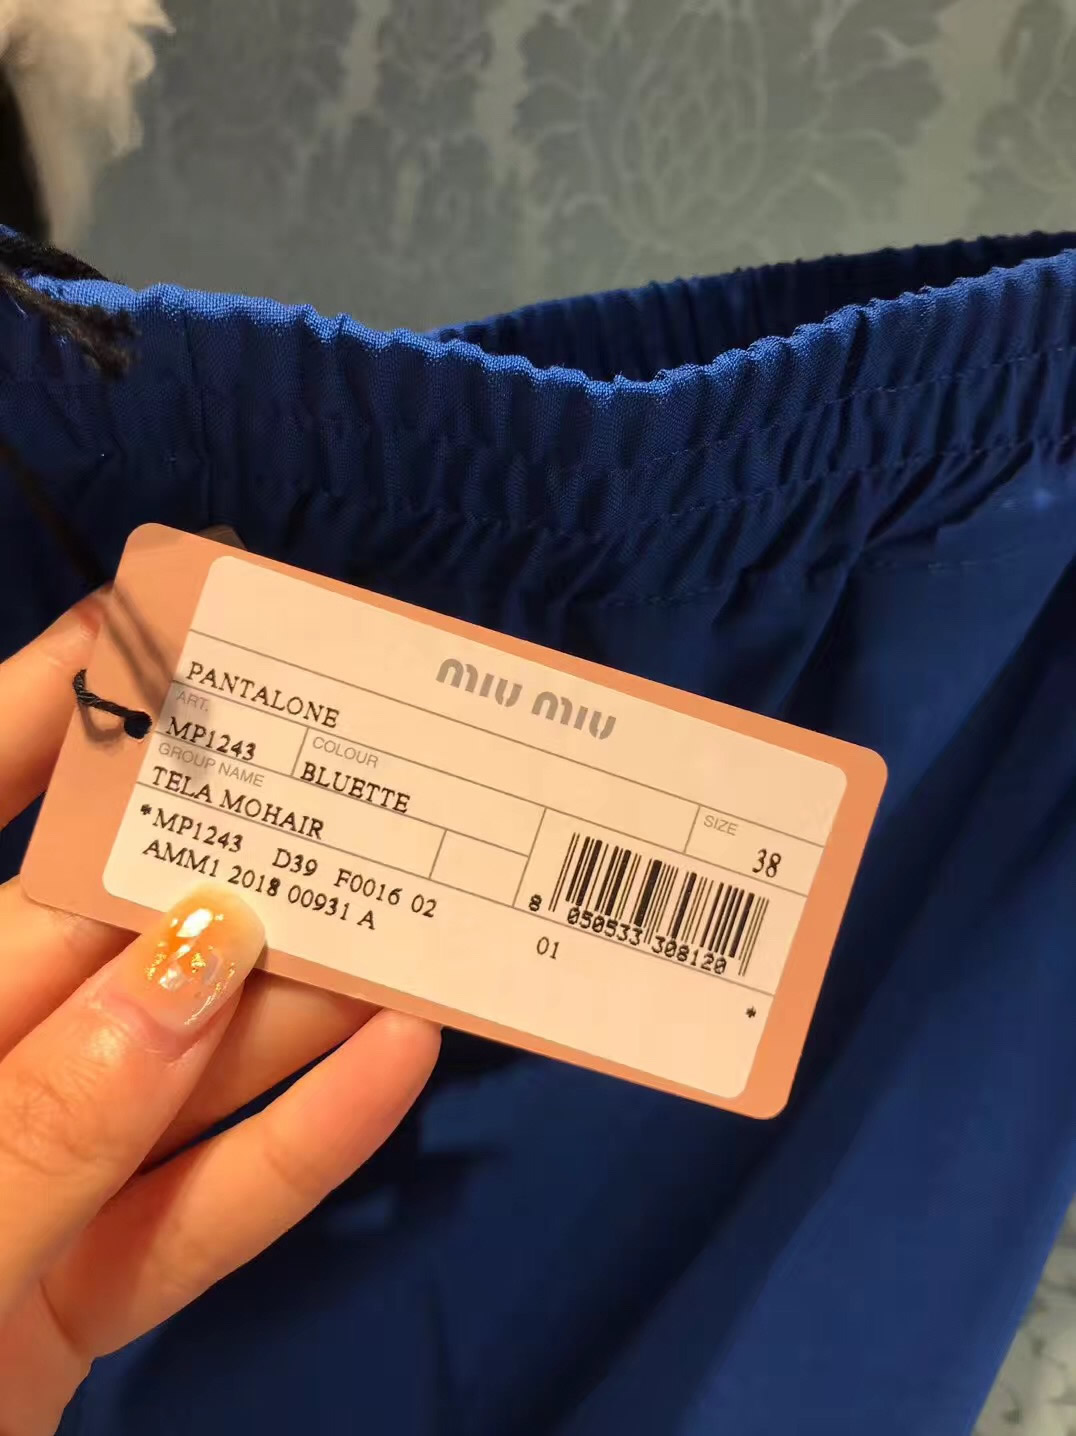 MIU MIU
PANTALONE
ART.
MP1243
COLOUR
BLUETTE
SIZE
38
GROUP NAME
TELA MOHAIR
*MP1243 D39 F0016 02
AMM1 2018 00931 A
8 050533 308120
01
*